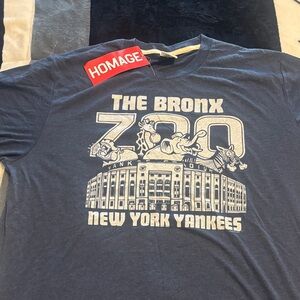 HOMAGE
THE BRONX
ZOO
NEW YORK YANKEES